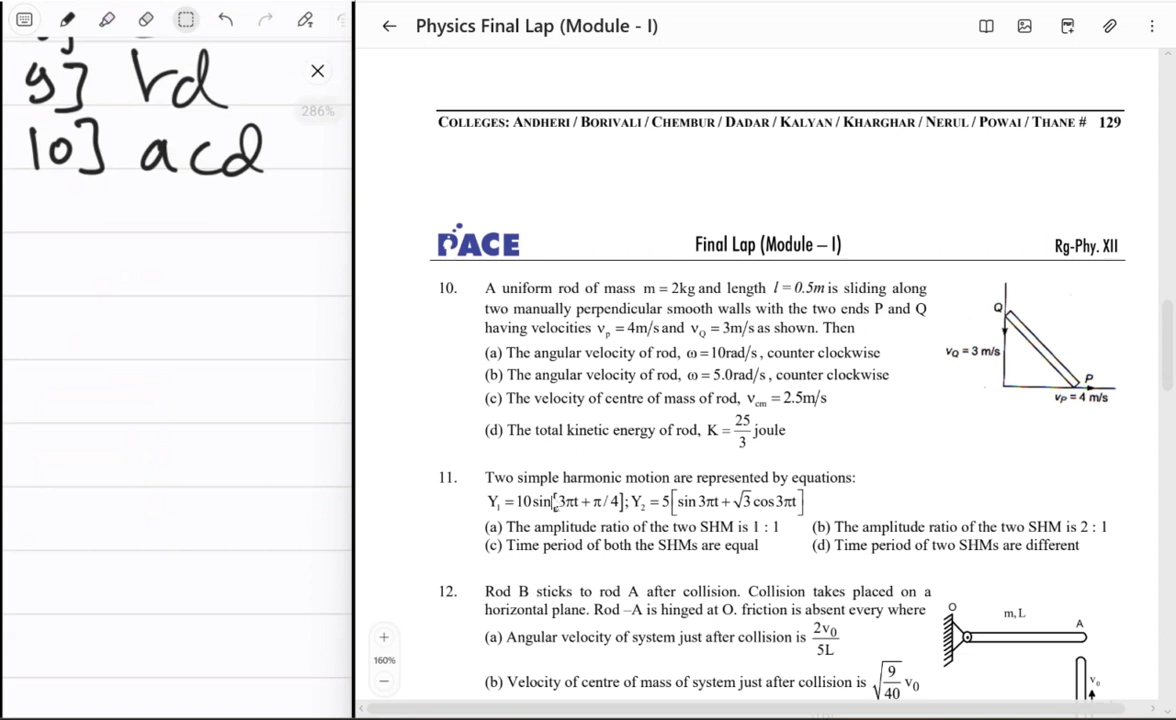 9] bd
10] acd
286%
Physics Final Lap (Module - I)
COLLEGES: ANDHERI / BORIVALI / CHEMBUR / DADAR / KALYAN / KHARGHAR / NERUL / POWAI / THANE # 129
PACE Final Lap (Module – I) Rg-Phy. XII
10. A uniform rod of mass m = 2kg and length l = 0.5m is sliding along
two manually perpendicular smooth walls with the two ends P and Q
having velocities vₚ = 4m/s and v_Q = 3m/s as shown. Then
(a) The angular velocity of rod, ω = 10rad/s, counter clockwise
(b) The angular velocity of rod, ω = 5.0rad/s, counter clockwise
(c) The velocity of centre of mass of rod, v_cm = 2.5m/s
(d) The total kinetic energy of rod, K = 25/3 joule
Q
v_Q = 3 m/s
P
v_P = 4 m/s
11. Two simple harmonic motion are represented by equations:
Y₁ = 10sin[3πt + π/4]; Y₂ = 5[sin 3πt + √3 cos 3πt]
(a) The amplitude ratio of the two SHM is 1 : 1 (b) The amplitude ratio of the two SHM is 2 : 1
(c) Time period of both the SHMs are equal (d) Time period of two SHMs are different
12. Rod B sticks to rod A after collision. Collision takes placed on a
horizontal plane. Rod –A is hinged at O. friction is absent every where
(a) Angular velocity of system just after collision is 2v₀/5L
(b) Velocity of centre of mass of system just after collision is √(9/40) v₀
O
m, L
A
v₀
160%